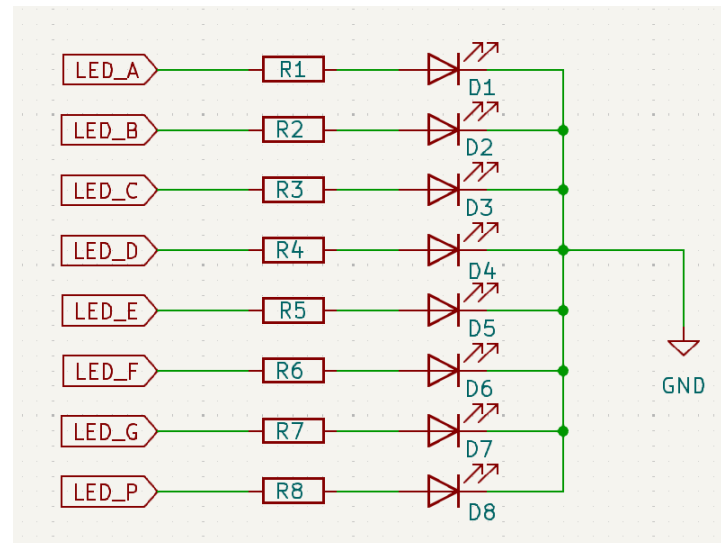 LED_A R1 D1
LED_B R2 D2
LED_C R3 D3
LED_D R4 D4
LED_E R5 D5
LED_F R6 D6
GND
LED_G R7 D7
LED_P R8 D8